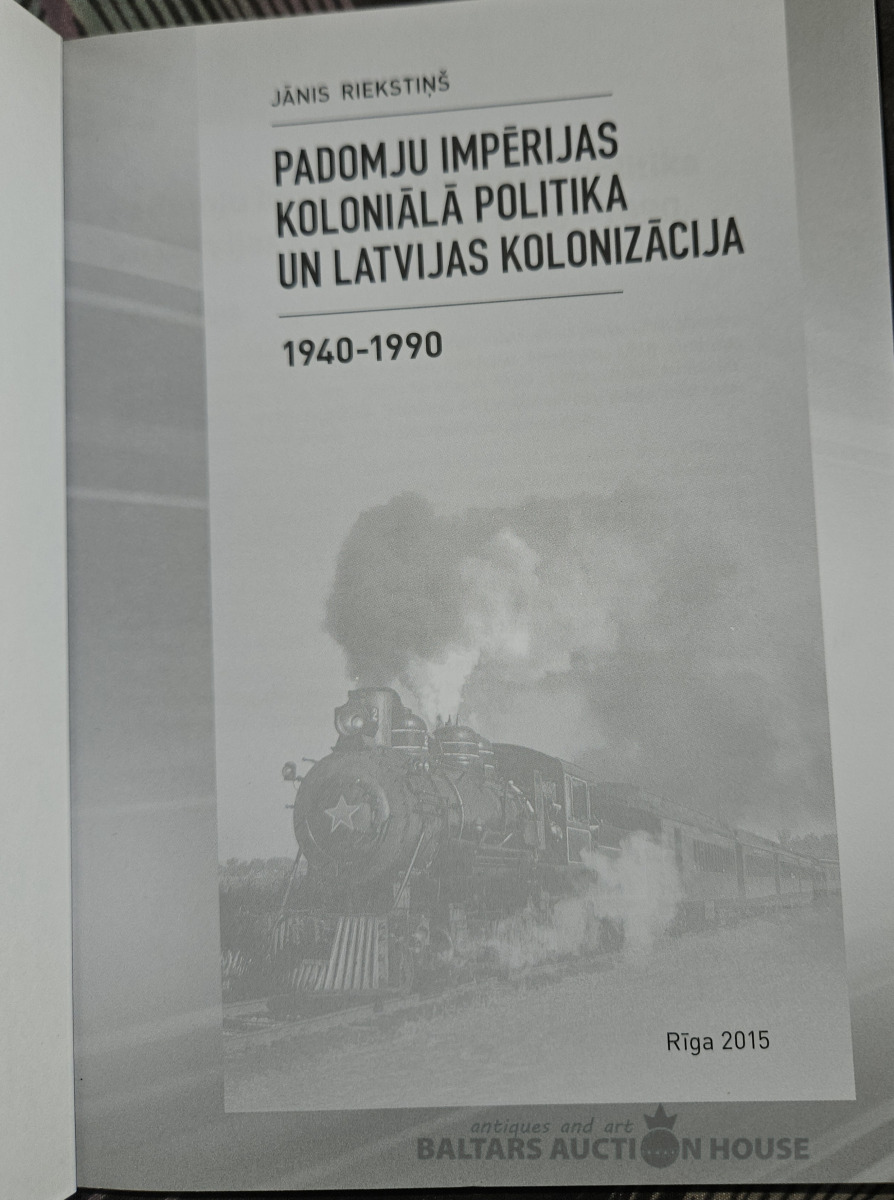 JĀNIS RIEKSTIŅŠ
PADOMJU IMPĒRIJAS
KOLONIĀLĀ POLITIKA
UN LATVIJAS KOLONIZĀCIJA
1940-1990
Rīga 2015
antiques and art
BALTARS AUCTION HOUSE